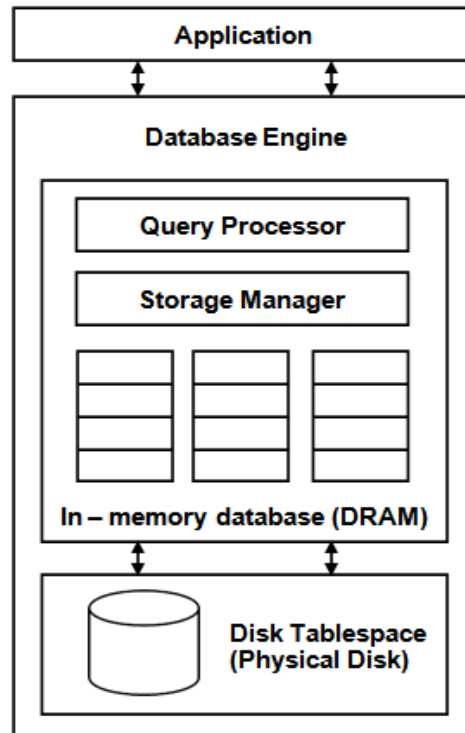 Application
Database Engine
Query Processor
Storage Manager
In – memory database (DRAM)
Disk Tablespace
(Physical Disk)